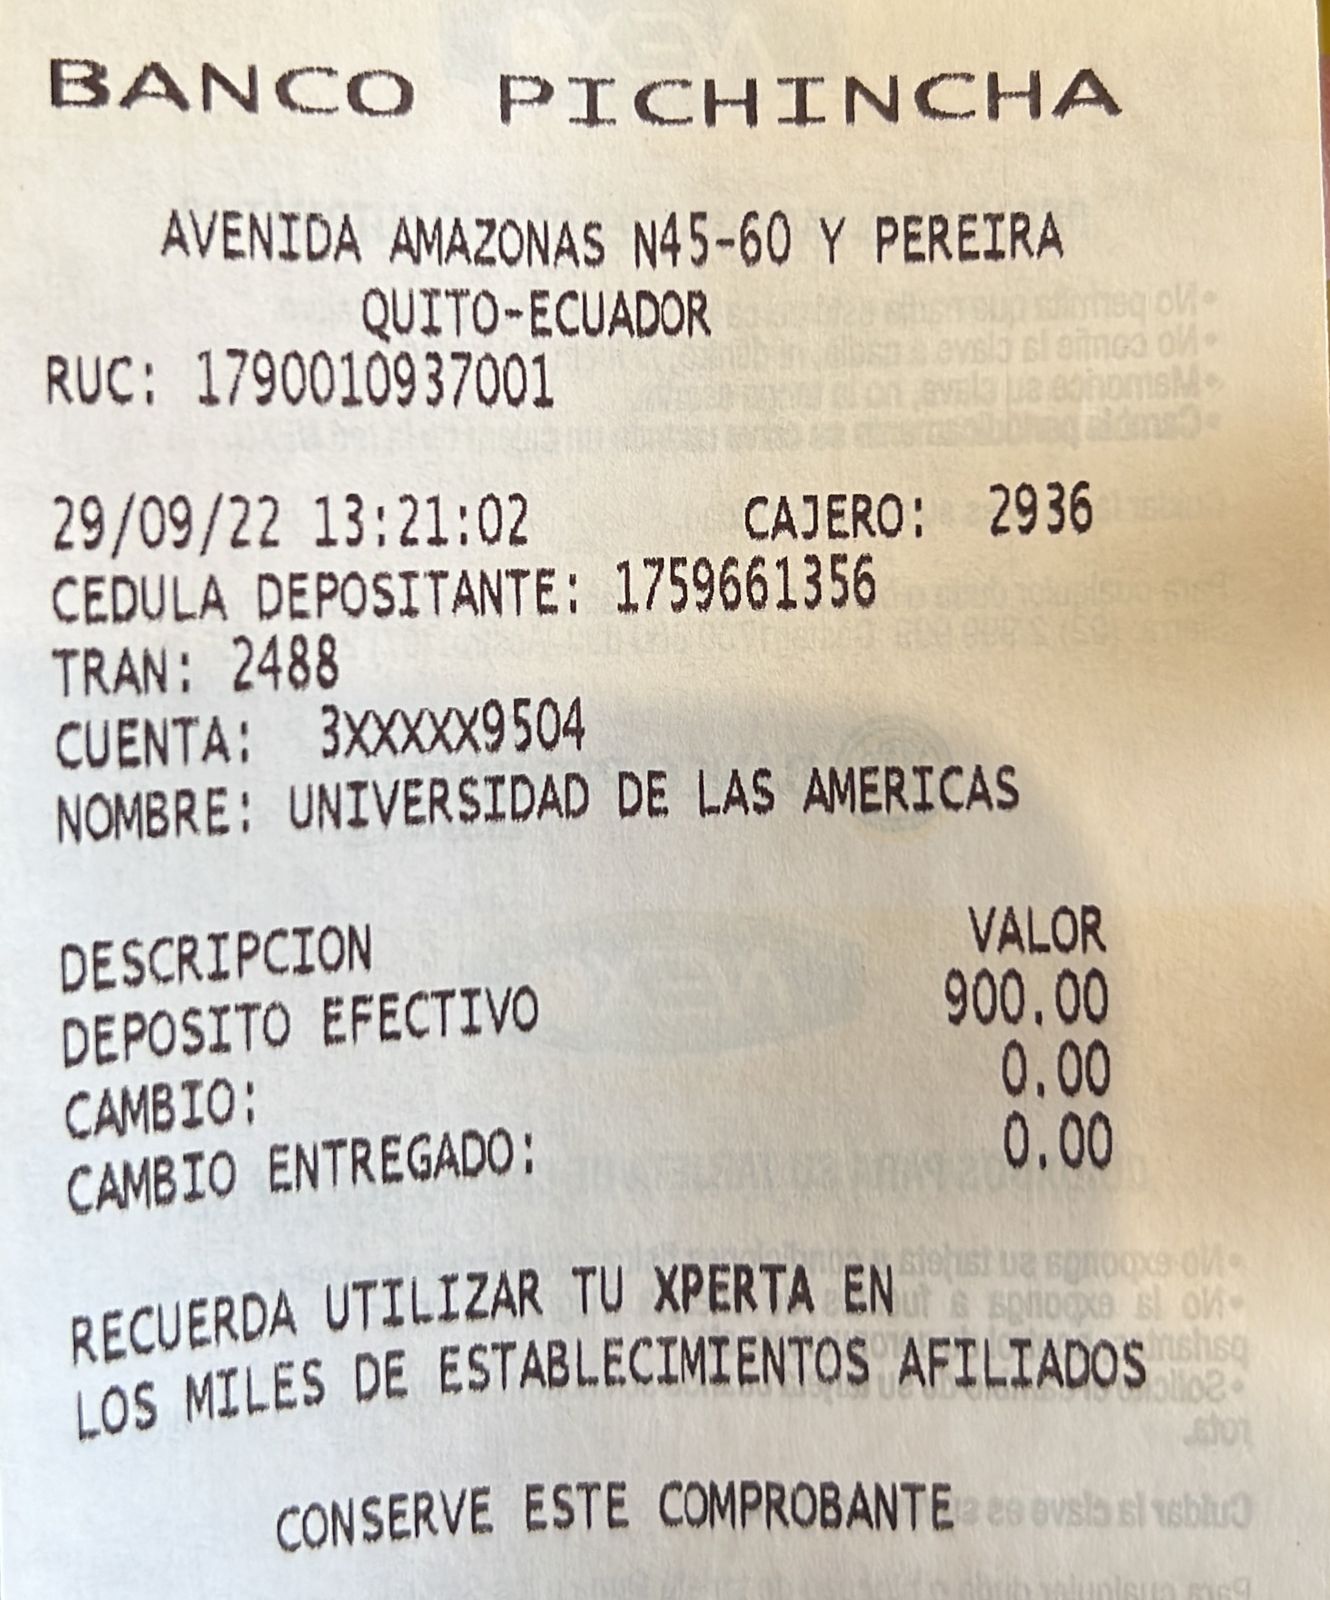 BANCO PICHINCHA
AVENIDA AMAZONAS N45-60 Y PEREIRA
QUITO-ECUADOR
RUC: 1790010937001
29/09/22 13:21:02 CAJERO: 2936
CEDULA DEPOSITANTE: 1759661356
TRAN: 2488
CUENTA: 3XXXXX9504
NOMBRE: UNIVERSIDAD DE LAS AMERICAS
DESCRIPCION VALOR
DEPOSITO EFECTIVO 900.00
CAMBIO: 0.00
CAMBIO ENTREGADO: 0.00
RECUERDA UTILIZAR TU XPERTA EN
LOS MILES DE ESTABLECIMIENTOS AFILIADOS
CONSERVE ESTE COMPROBANTE